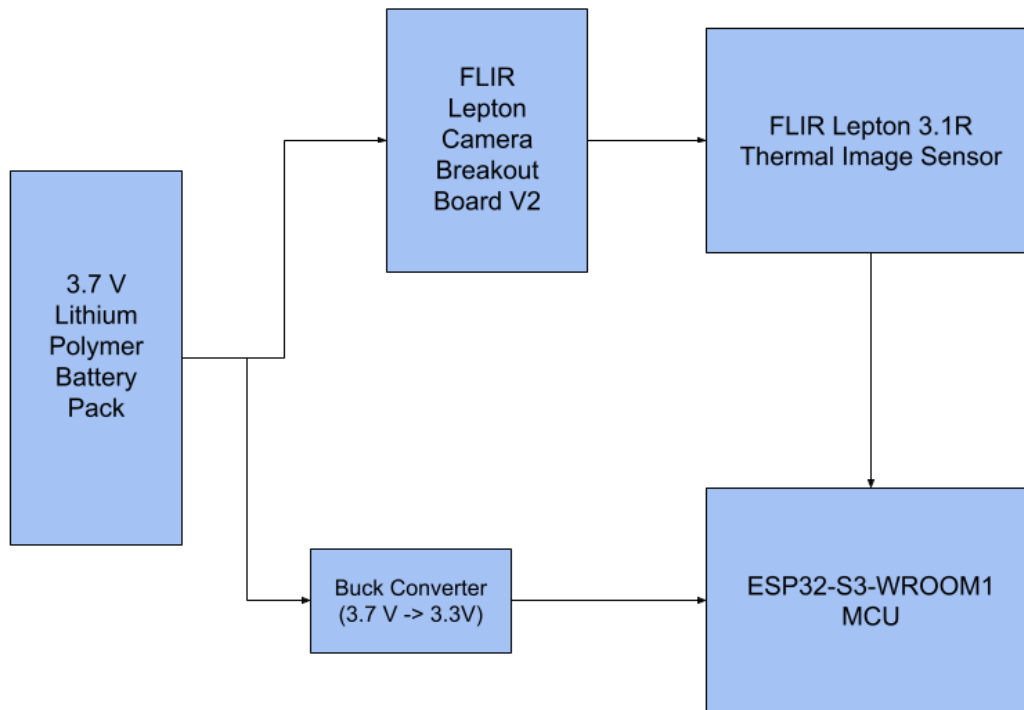 FLIR
Lepton
Camera
Breakout
Board V2
FLIR Lepton 3.1R
Thermal Image Sensor
3.7 V
Lithium
Polymer
Battery
Pack
Buck Converter
(3.7 V -> 3.3V)
ESP32-S3-WROOM1
MCU